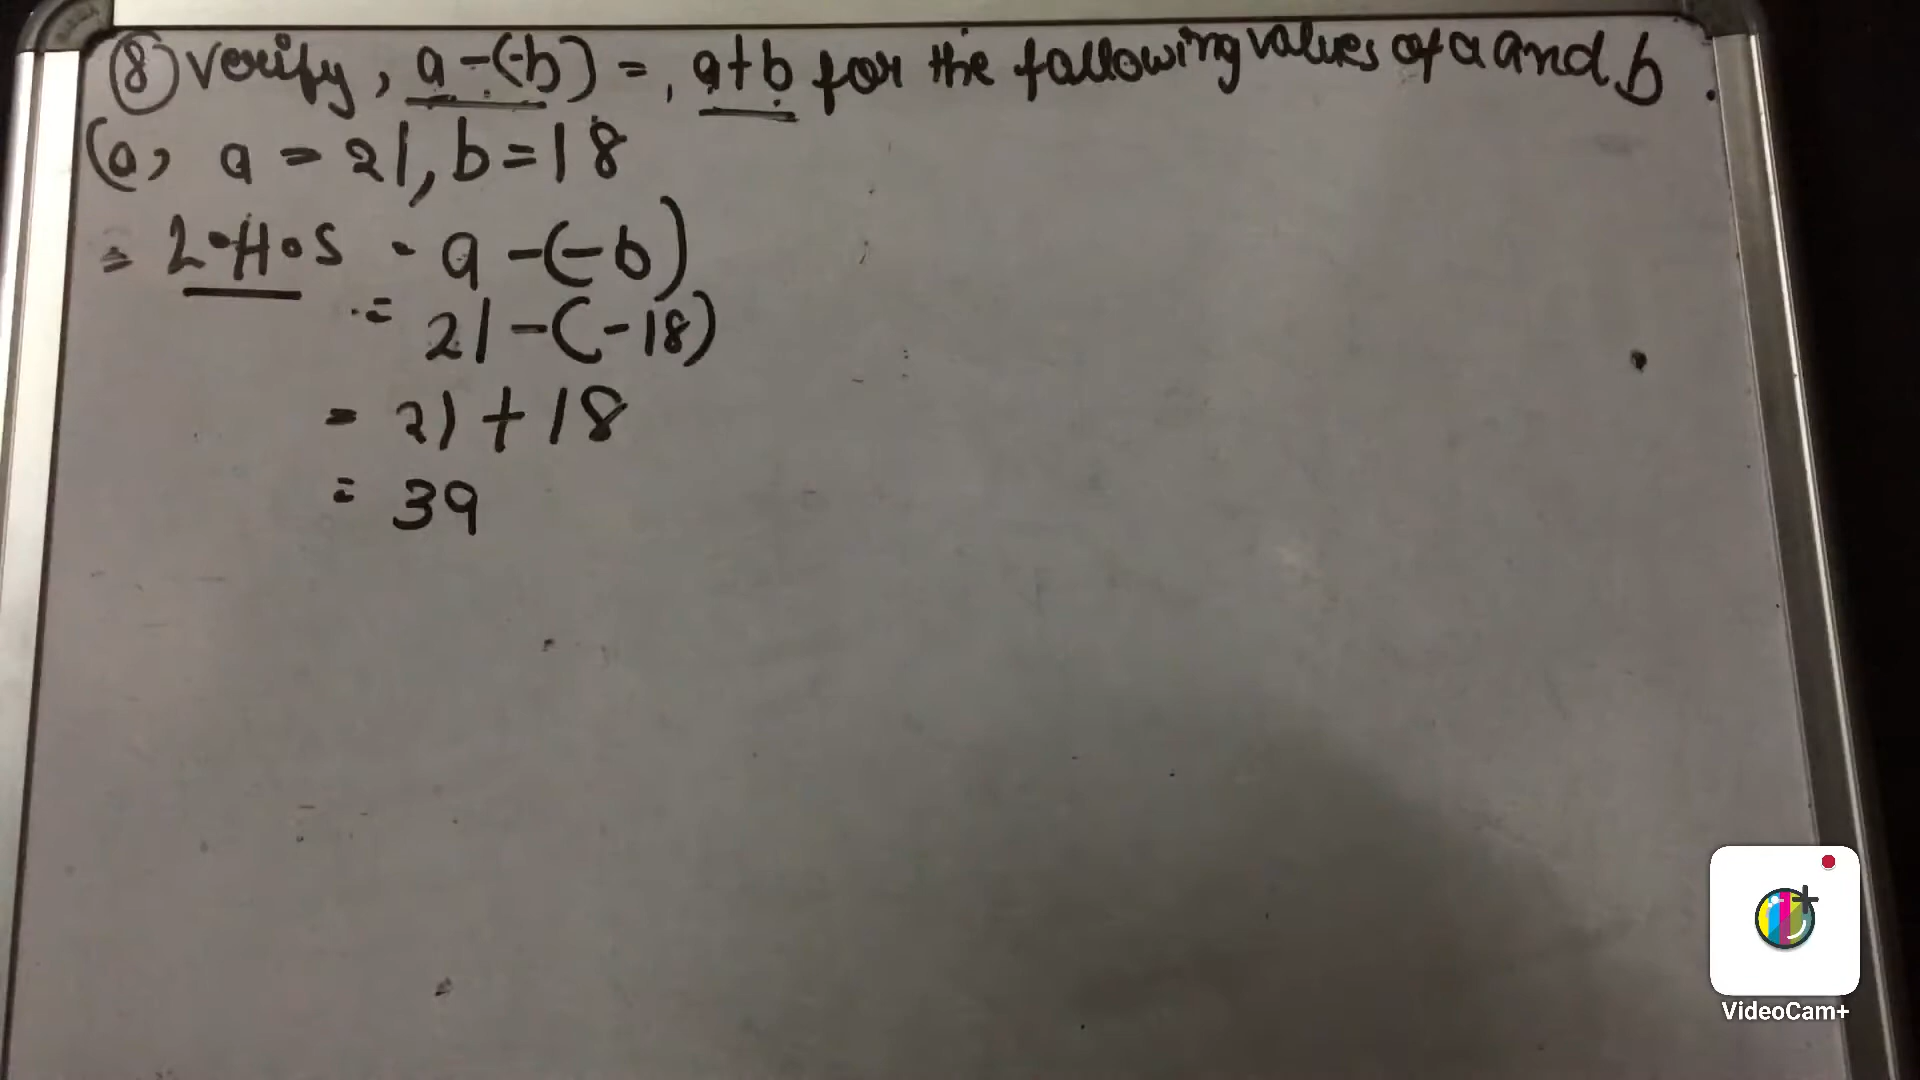 ⑧ Verify, a-(-b) = , a+b for the following values of a and b.
(a, a = 21, b = 18
= L.H.S - a -(-b)
= 21-(-18)
= 21 + 18
= 39
VideoCam+